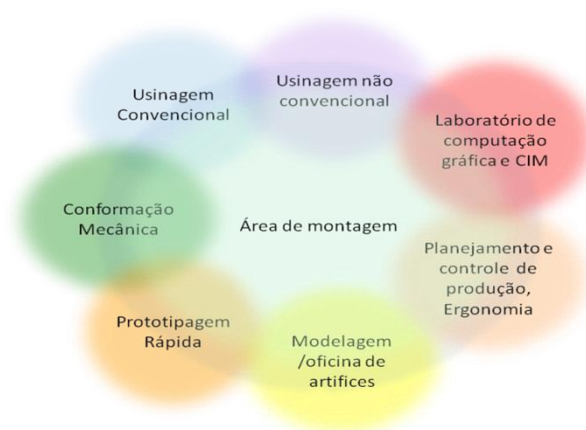 Usinagem
Convencional
Usinagem não
convencional
Laboratório de
computação
gráfica e CIM
Conformação
Mecânica
Área de montagem
Planejamento e
controle de
produção,
Ergonomia
Prototipagem
Rápida
Modelagem
/oficina de
artifices